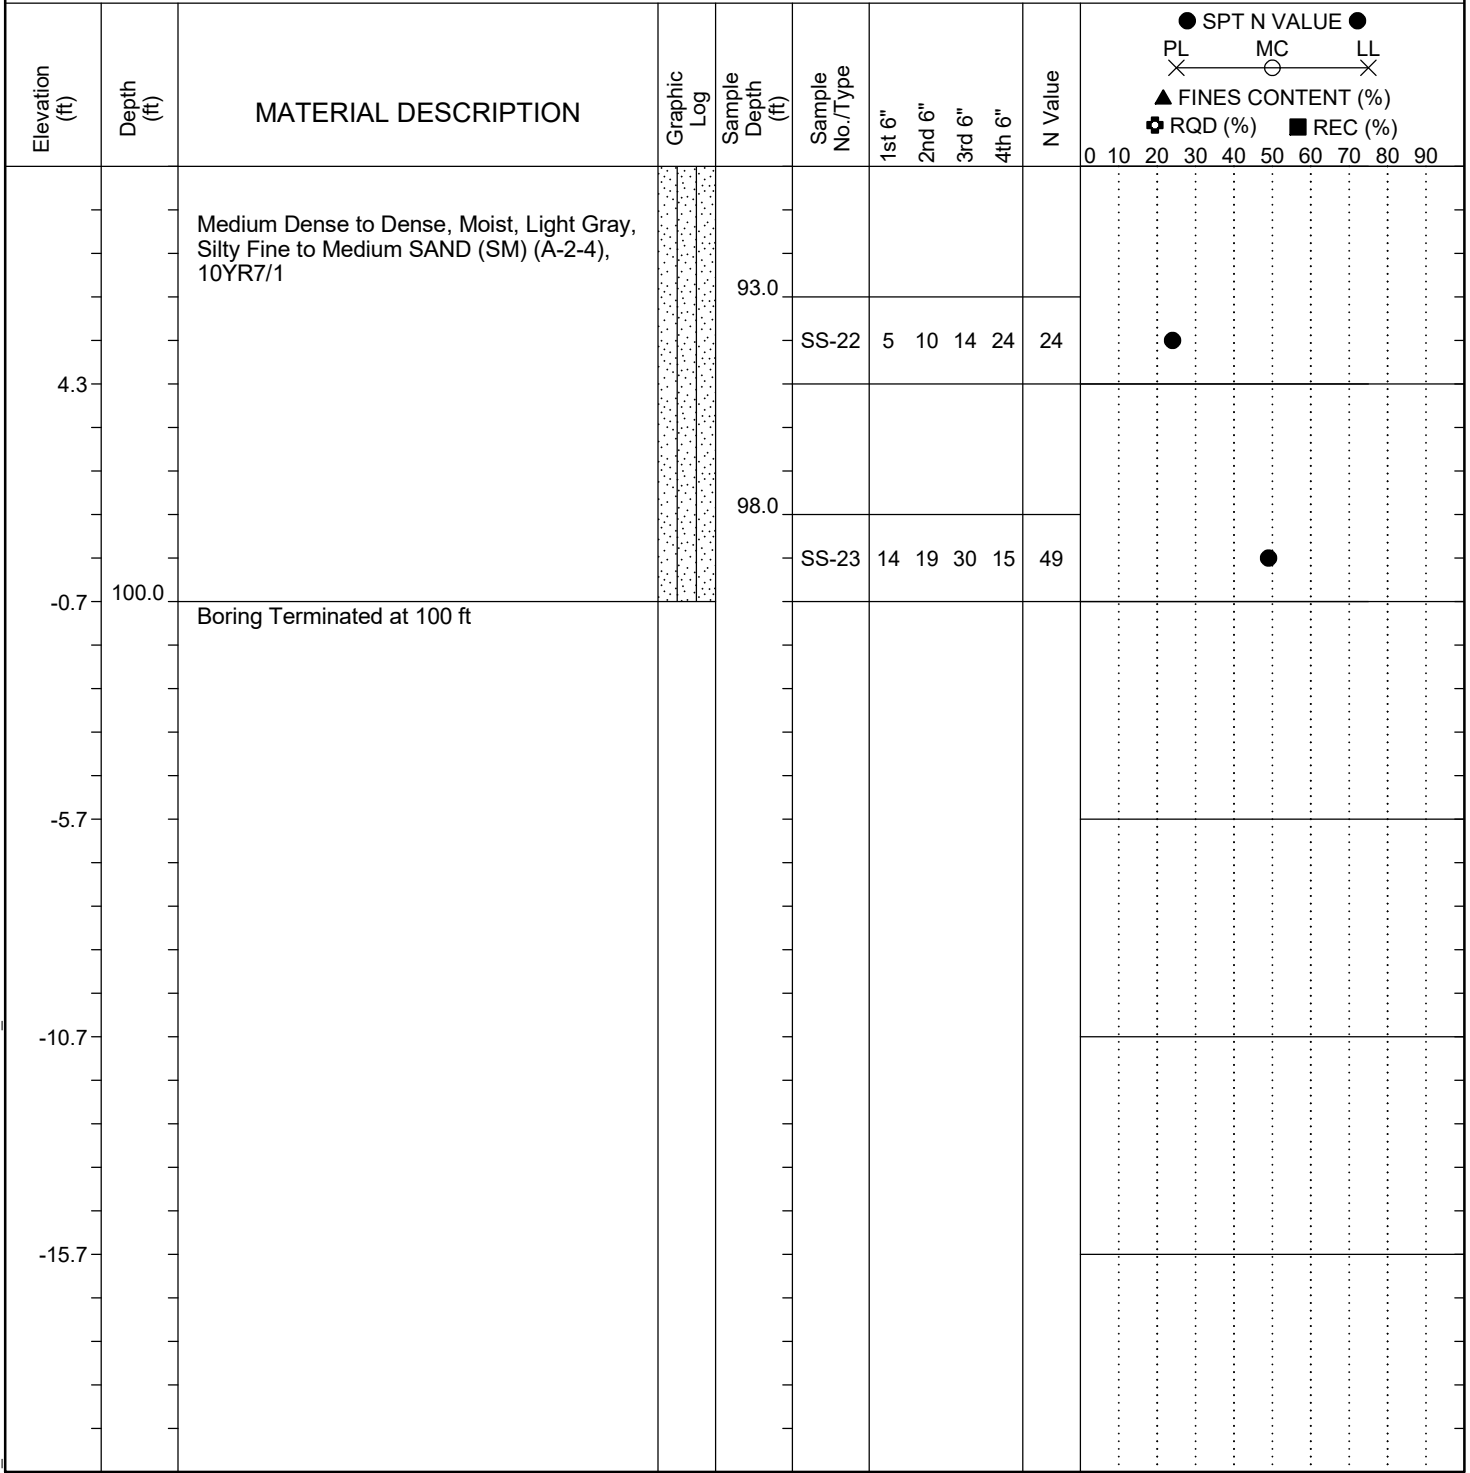 Elevation
(ft)
Depth
(ft)
MATERIAL DESCRIPTION
Graphic
Log
Sample
Depth
(ft)
Sample
No./Type
1st 6"
2nd 6"
3rd 6"
4th 6"
N Value
SPT N VALUE
PL MC LL
FINES CONTENT (%)
RQD (%) REC (%)
0 10 20 30 40 50 60 70 80 90
Medium Dense to Dense, Moist, Light Gray,
Silty Fine to Medium SAND (SM) (A-2-4),
10YR7/1
93.0
SS-22 5 10 14 24 24
4.3
98.0
SS-23 14 19 30 15 49
-0.7 100.0
Boring Terminated at 100 ft
-5.7
-10.7
-15.7